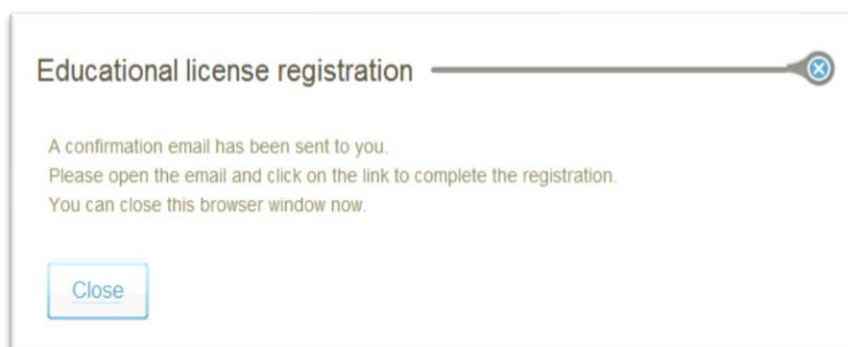 Educational license registration
A confirmation email has been sent to you.
Please open the email and click on the link to complete the registration.
You can close this browser window now.
Close